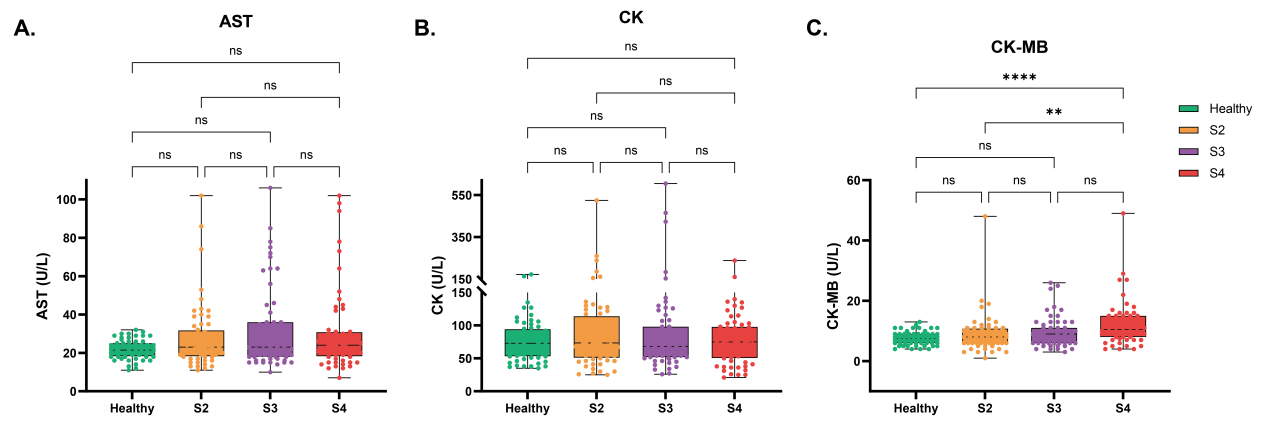 A.
AST
ns
ns
ns
ns
ns
ns
AST (U/L)
100
80
60
40
20
0
Healthy
S2
S3
S4
B.
CK
ns
ns
ns
ns
ns
ns
CK (U/L)
550
350
150
150
100
50
0
Healthy
S2
S3
S4
C.
CK-MB
****
**
ns
ns
ns
ns
CK-MB (U/L)
60
40
20
0
Healthy
S2
S3
S4
Healthy
S2
S3
S4